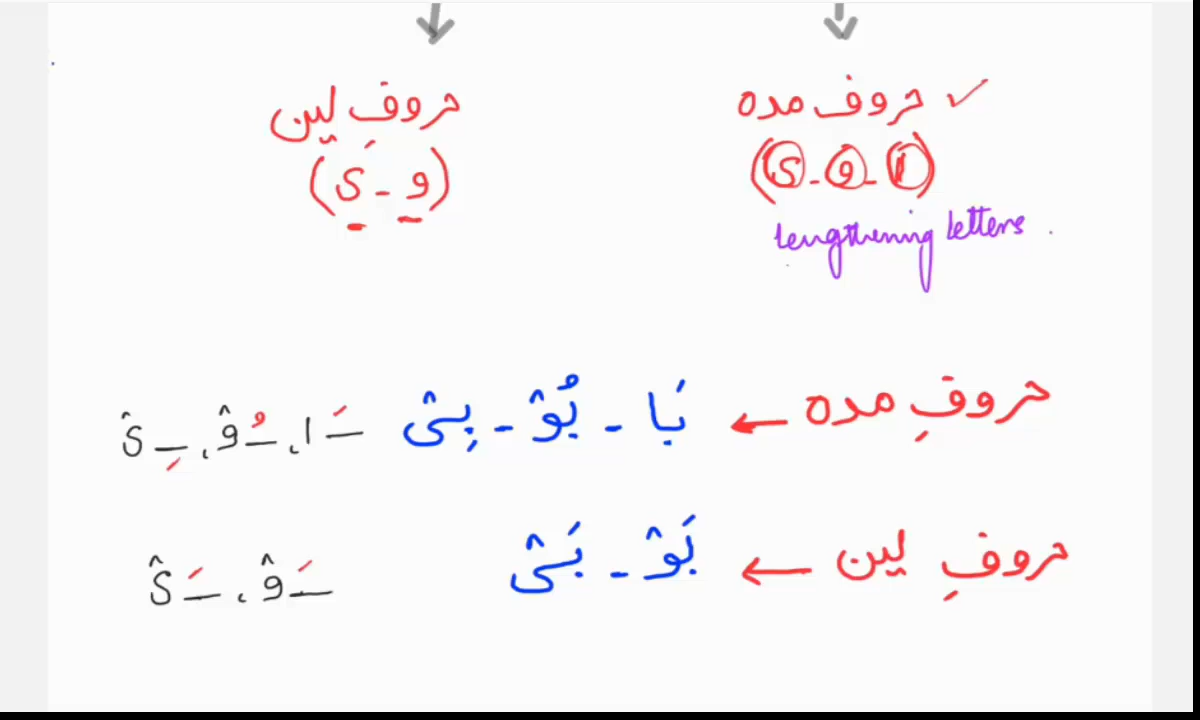 حروف مده ✓ حروفِ لین
(ا - و - ی) (و - یَ)
lengthening letters
حروفِ مده ← بَا - بُوْ - بِیْ ـَـ ا، ـُـ وْ، ـِـ یْ
حروفِ لین ← بَوْ - بَیْ ـَـ وْ، ـَـ یْ